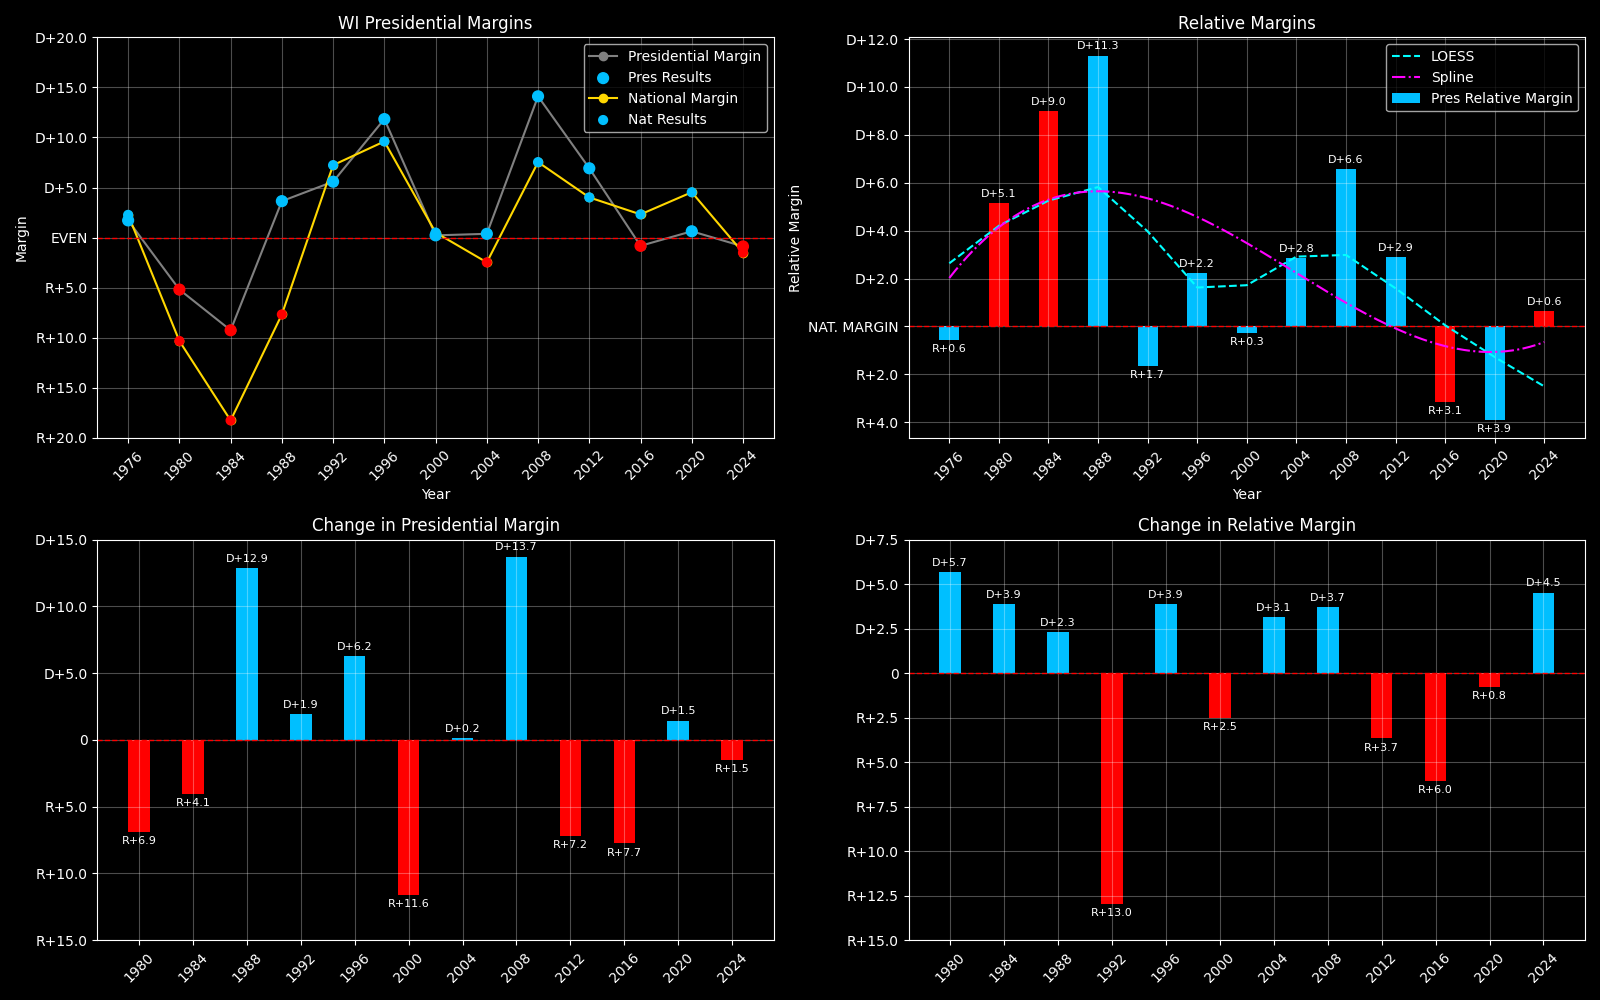 WI Presidential Margins
D+20.0
D+15.0
D+10.0
D+5.0
EVEN
R+5.0
R+10.0
R+15.0
R+20.0
Margin
Presidential Margin
Pres Results
National Margin
Nat Results
1976
1980
1984
1988
1992
1996
2000
2004
2008
2012
2016
2020
2024
Year
Relative Margins
D+12.0
D+10.0
D+8.0
D+6.0
D+4.0
D+2.0
NAT. MARGIN
R+2.0
R+4.0
Relative Margin
LOESS
Spline
Pres Relative Margin
R+0.6
D+5.1
D+9.0
D+11.3
R+1.7
D+2.2
R+0.3
D+2.8
D+6.6
D+2.9
R+3.1
R+3.9
D+0.6
1976
1980
1984
1988
1992
1996
2000
2004
2008
2012
2016
2020
2024
Year
Change in Presidential Margin
D+15.0
D+10.0
D+5.0
0
R+5.0
R+10.0
R+15.0
R+6.9
R+4.1
D+12.9
D+1.9
D+6.2
R+11.6
D+0.2
D+13.7
R+7.2
R+7.7
D+1.5
R+1.5
1980
1984
1988
1992
1996
2000
2004
2008
2012
2016
2020
2024
Change in Relative Margin
D+7.5
D+5.0
D+2.5
0
R+2.5
R+5.0
R+7.5
R+10.0
R+12.5
R+15.0
D+5.7
D+3.9
D+2.3
R+13.0
D+3.9
R+2.5
D+3.1
D+3.7
R+3.7
R+6.0
R+0.8
D+4.5
1980
1984
1988
1992
1996
2000
2004
2008
2012
2016
2020
2024